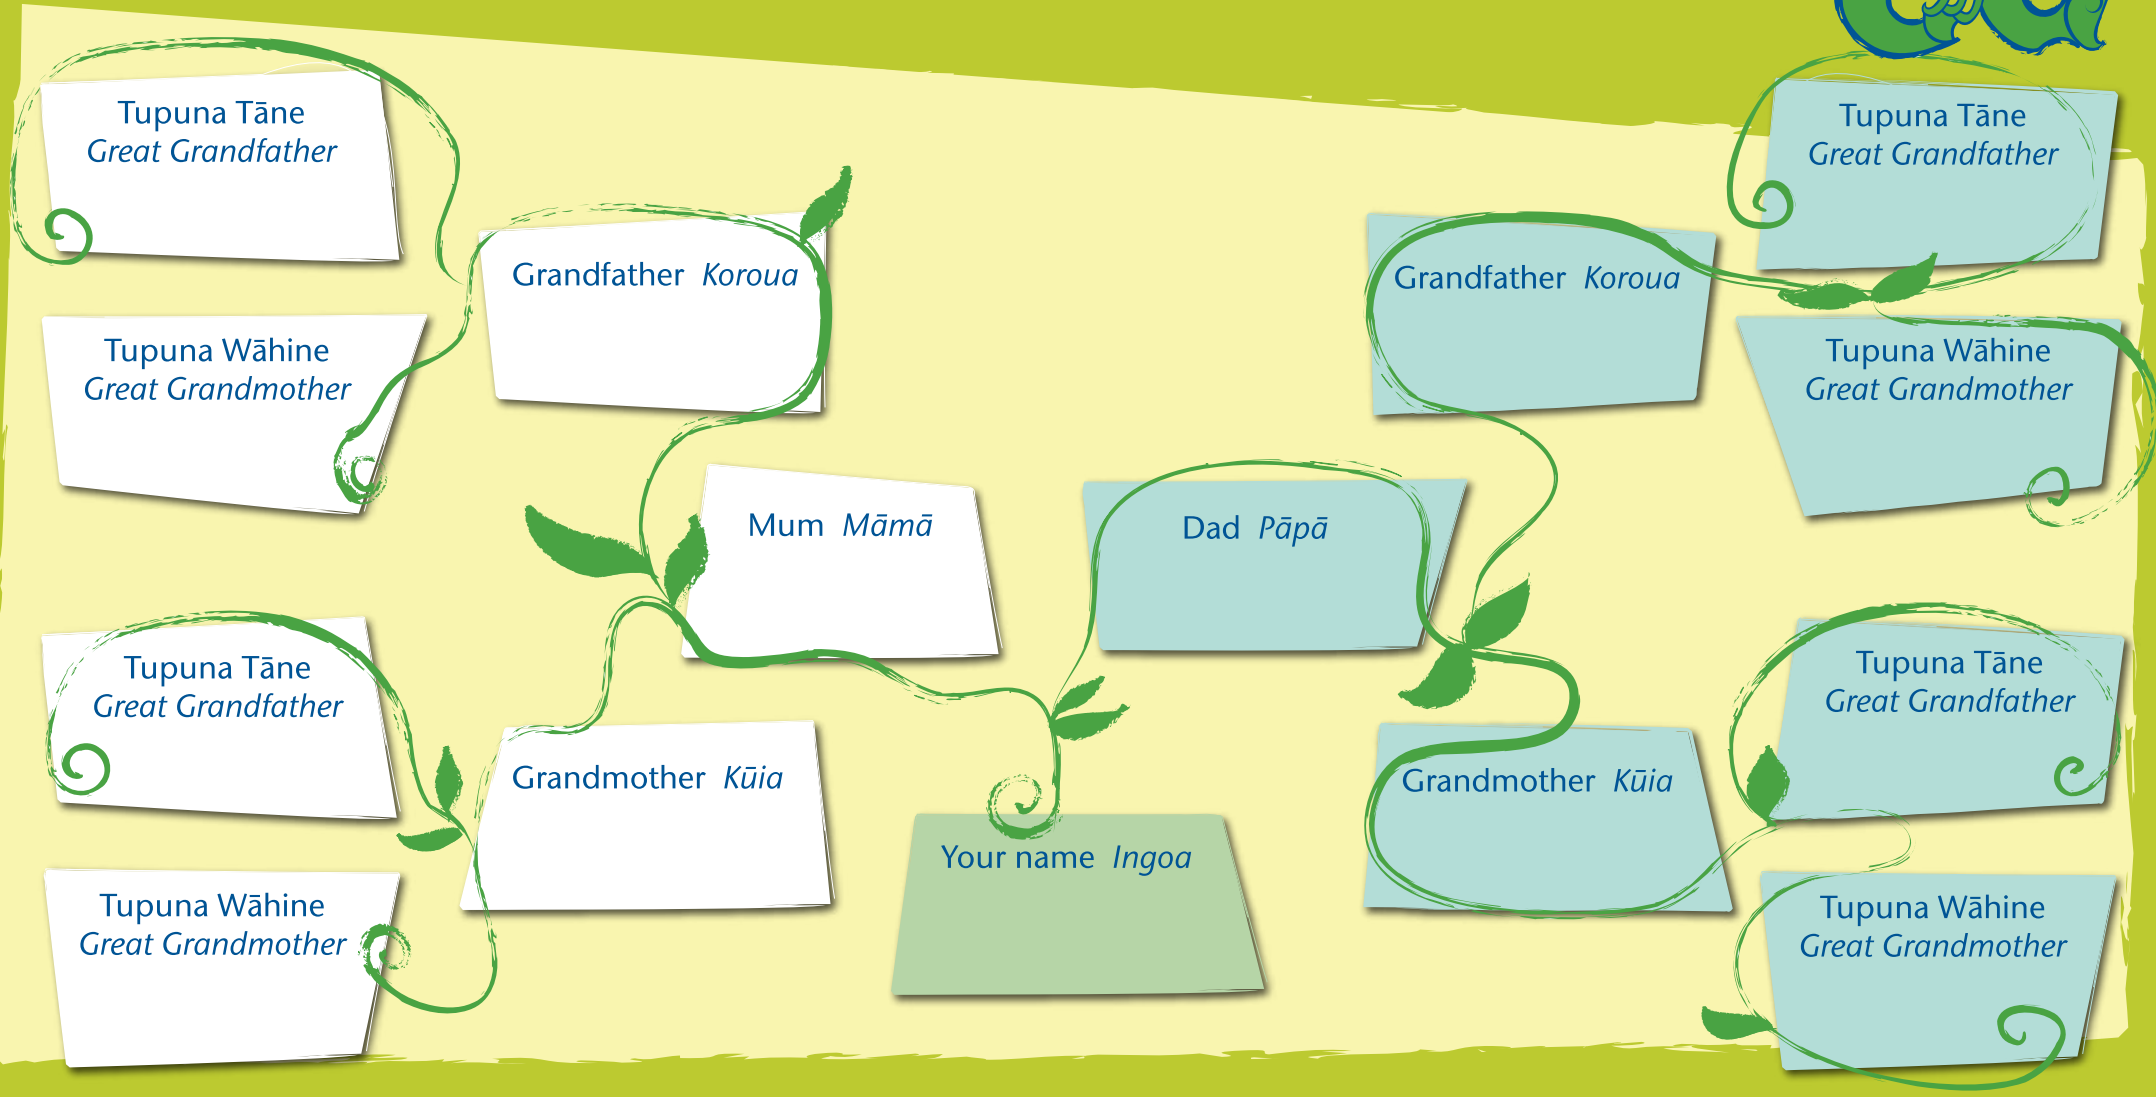 Tupuna Tāne
Great Grandfather
Tupuna Wāhine
Great Grandmother
Grandfather Koroua
Mum Māmā
Tupuna Tāne
Great Grandfather
Grandmother Kūia
Tupuna Wāhine
Great Grandmother
Your name Ingoa
Dad Pāpā
Grandfather Koroua
Tupuna Tāne
Great Grandfather
Tupuna Wāhine
Great Grandmother
Grandmother Kūia
Tupuna Tāne
Great Grandfather
Tupuna Wāhine
Great Grandmother